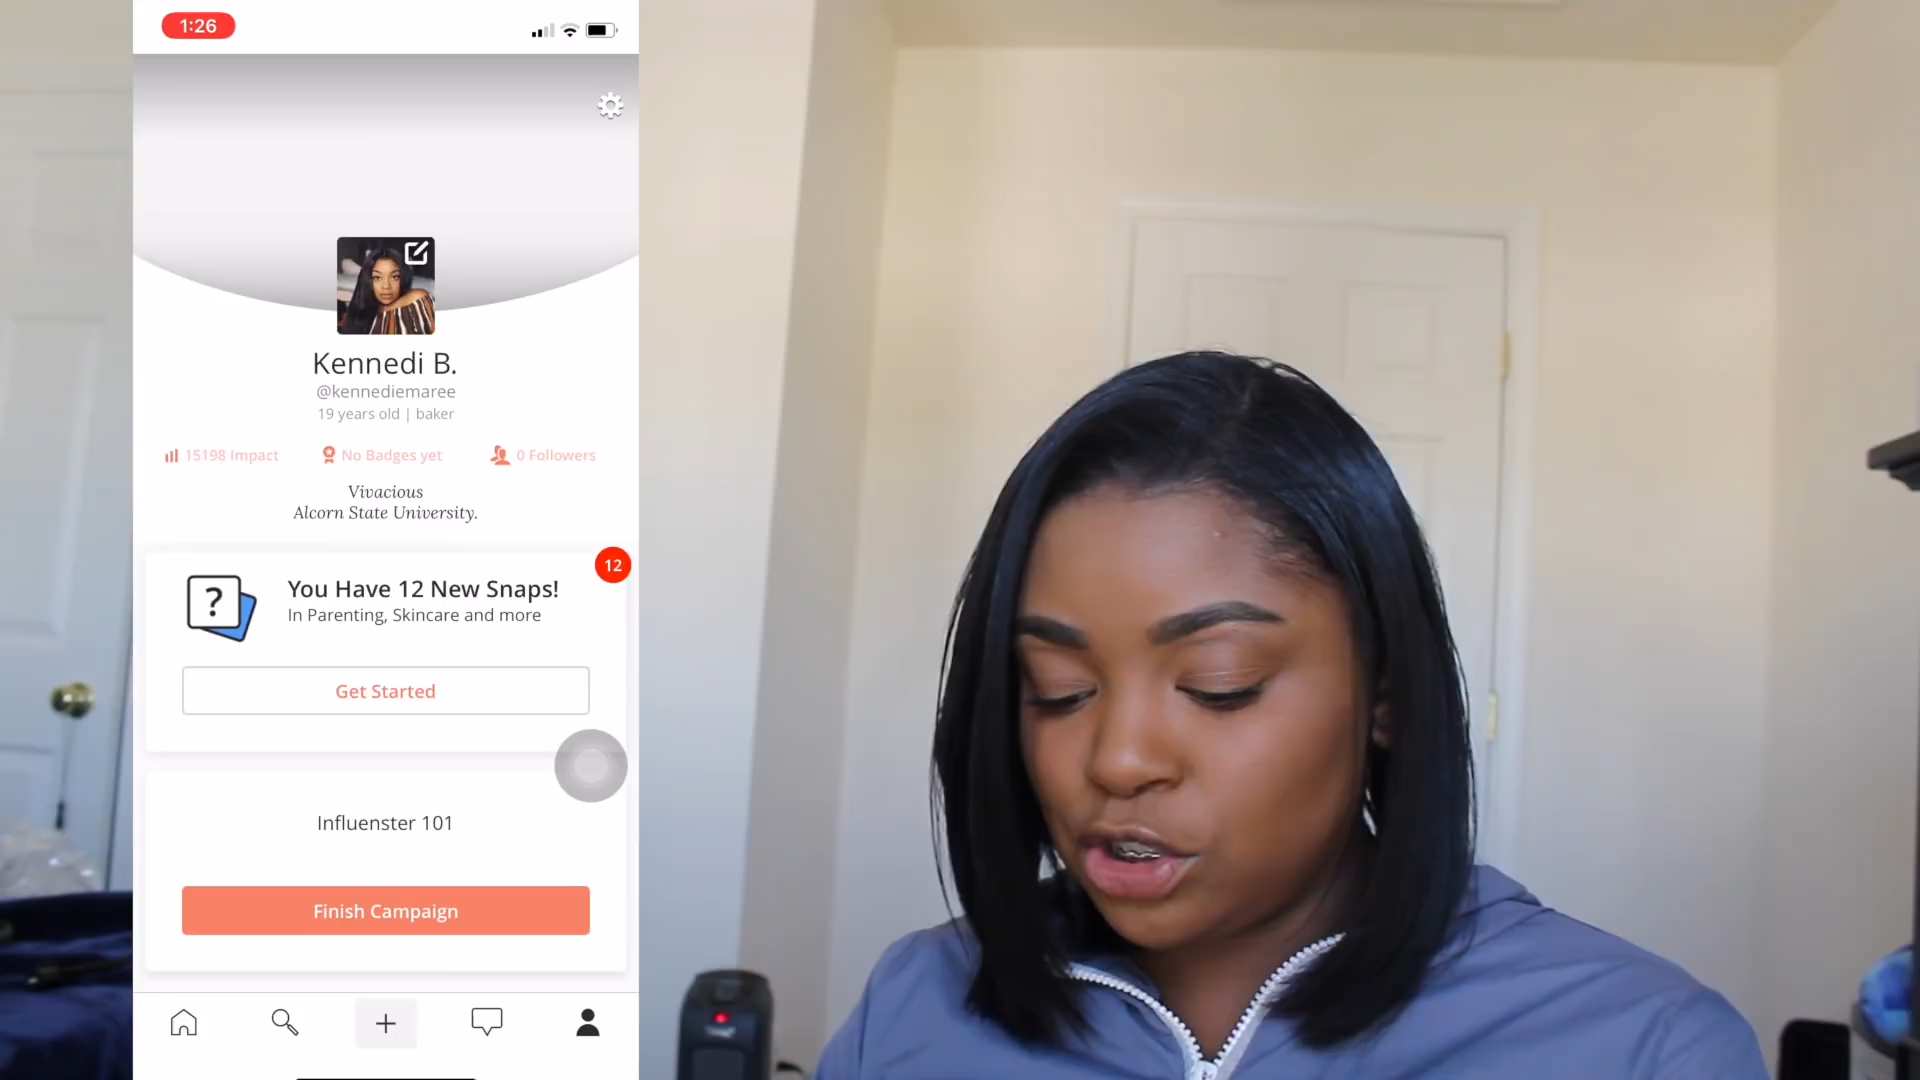 1:26
Kennedi B.
@kennediemaree
19 years old | baker
15198 Impact
No Badges yet
0 Followers
Vivacious
Alcorn State University.
12
?
You Have 12 New Snaps!
In Parenting, Skincare and more
Get Started
Influenster 101
Finish Campaign